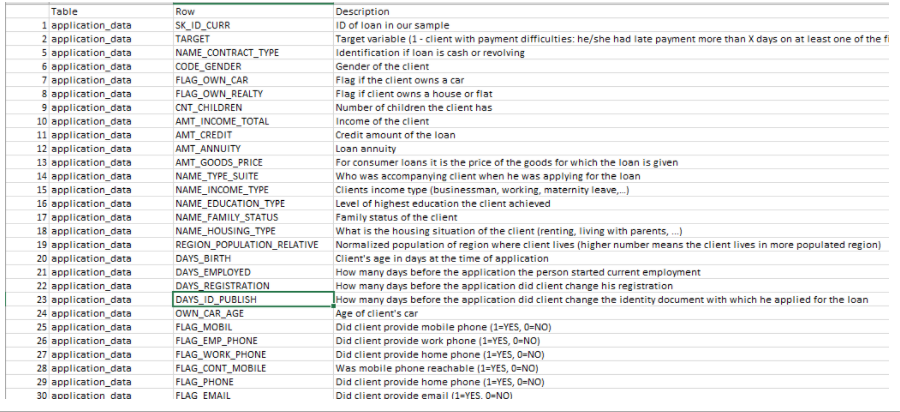 Table Row Description
1 application_data SK_ID_CURR ID of loan in our sample
2 application_data TARGET Target variable (1 - client with payment difficulties: he/she had late payment more than X days on at least one of the fi
5 application_data NAME_CONTRACT_TYPE Identification if loan is cash or revolving
6 application_data CODE_GENDER Gender of the client
7 application_data FLAG_OWN_CAR Flag if the client owns a car
8 application_data FLAG_OWN_REALTY Flag if client owns a house or flat
9 application_data CNT_CHILDREN Number of children the client has
10 application_data AMT_INCOME_TOTAL Income of the client
11 application_data AMT_CREDIT Credit amount of the loan
12 application_data AMT_ANNUITY Loan annuity
13 application_data AMT_GOODS_PRICE For consumer loans it is the price of the goods for which the loan is given
14 application_data NAME_TYPE_SUITE Who was accompanying client when he was applying for the loan
15 application_data NAME_INCOME_TYPE Clients income type (businessman, working, maternity leave,...)
16 application_data NAME_EDUCATION_TYPE Level of highest education the client achieved
17 application_data NAME_FAMILY_STATUS Family status of the client
18 application_data NAME_HOUSING_TYPE What is the housing situation of the client (renting, living with parents, ...)
19 application_data REGION_POPULATION_RELATIVE Normalized population of region where client lives (higher number means the client lives in more populated region)
20 application_data DAYS_BIRTH Client's age in days at the time of application
21 application_data DAYS_EMPLOYED How many days before the application the person started current employment
22 application_data DAYS_REGISTRATION How many days before the application did client change his registration
23 application_data DAYS_ID_PUBLISH How many days before the application did client change the identity document with which he applied for the loan
24 application_data OWN_CAR_AGE Age of client's car
25 application_data FLAG_MOBIL Did client provide mobile phone (1=YES, 0=NO)
26 application_data FLAG_EMP_PHONE Did client provide work phone (1=YES, 0=NO)
27 application_data FLAG_WORK_PHONE Did client provide home phone (1=YES, 0=NO)
28 application_data FLAG_CONT_MOBILE Was mobile phone reachable (1=YES, 0=NO)
29 application_data FLAG_PHONE Did client provide home phone (1=YES, 0=NO)
30 application_data FLAG_EMAIL Did client provide email (1=YES, 0=NO)